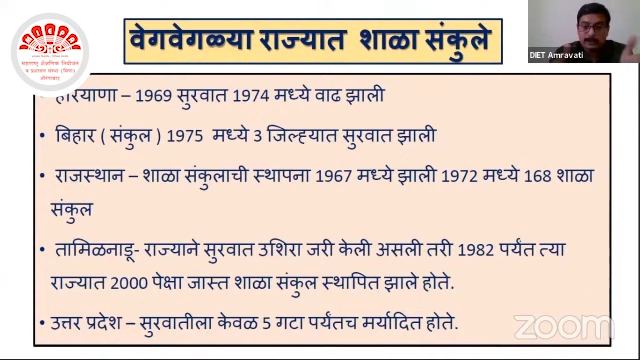 वेगवेगळ्या राज्यात शाळा संकुले
DIET Amravati
हरियाणा – 1969 सुरवात 1974 मध्ये वाढ झाली
• बिहार ( संकुल ) 1975 मध्ये 3 जिल्ह्यात सुरवात झाली
• राजस्थान – शाळा संकुलाची स्थापना 1967 मध्ये झाली 1972 मध्ये 168 शाळा
संकुल
• तामिळनाडू- राज्याने सुरवात उशिरा जरी केली असली तरी 1982 पर्यंत त्या
राज्यात 2000 पेक्षा जास्त शाळा संकुल स्थापित झाले होते.
• उत्तर प्रदेश – सुरवातीला केवळ 5 गटा पर्यंतच मर्यादित होते.
zoom